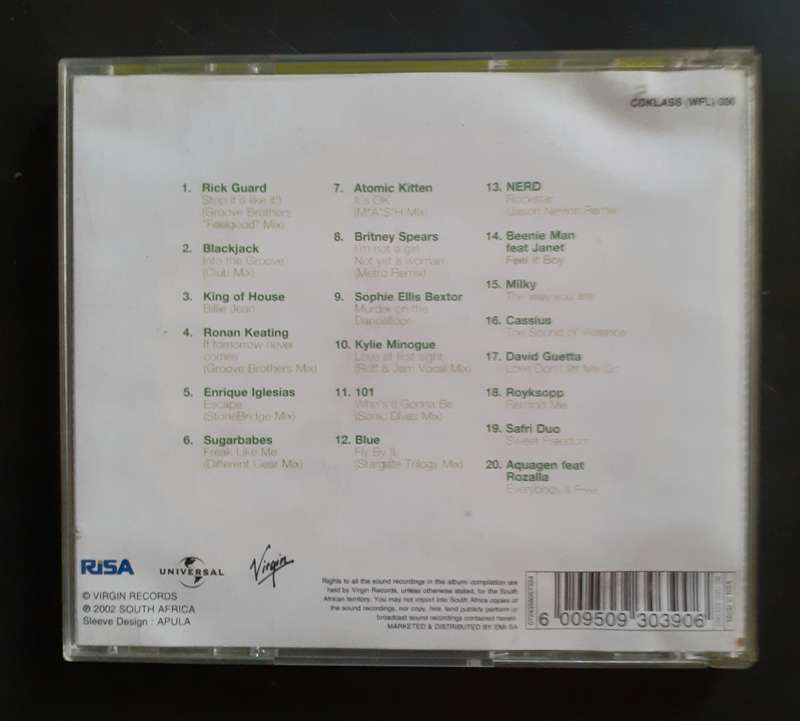 CDKLASS (WFL) 030
1. Rick Guard
Stop it (I like it)
(Groove Brothers
"Feelgood" Mix)
2. Blackjack
Into the Groove
(Club Mix)
3. King of House
Billie Jean
4. Ronan Keating
If tomorrow never
comes
(Groove Brothers Mix)
5. Enrique Iglesias
Escape
(StoneBridge Mix)
6. Sugarbabes
Freak Like Me
(Different Gear Mix)
7. Atomic Kitten
It's OK
(M*A*S*H Mix)
8. Britney Spears
I'm not a girl
Not yet a woman
(Metro Remix)
9. Sophie Ellis Bextor
Murder on the
Dancefloor
10. Kylie Minogue
Love at first sight
(Ruff & Jam Vocal Mix)
11. 101
Who's it Gonna Be
(Sonic Divas Mix)
12. Blue
Fly By II
(Stargate Trilogy Mix)
13. NERD
Rockstar
(Jason Nevins Remix
14. Beenie Man
feat Janet
Feel it Boy
15. Milky
The way you are
16. Cassius
The Sound of Violence
17. David Guetta
Love Don't let Me Go
18. Royksopp
Remind Me
19. Safri Duo
Sweet Freedom
20. Aquagen feat
Rozalla
Everybody's Free
RiSA
UNIVERSAL
Virgin
© VIRGIN RECORDS
℗ 2002 SOUTH AFRICA
Sleeve Design : APULA
Rights to all the sound recordings in the album/ compilation are
held by Virgin Records, unless otherwise stated, for the South
African territory. You may not import into South Africa copies of
the sound recordings, nor copy, hire, lend publicly perform or
broadcast sound recordings contained herein.
MARKETED & DISTRIBUTED BY EMI SA
6 009509 303906